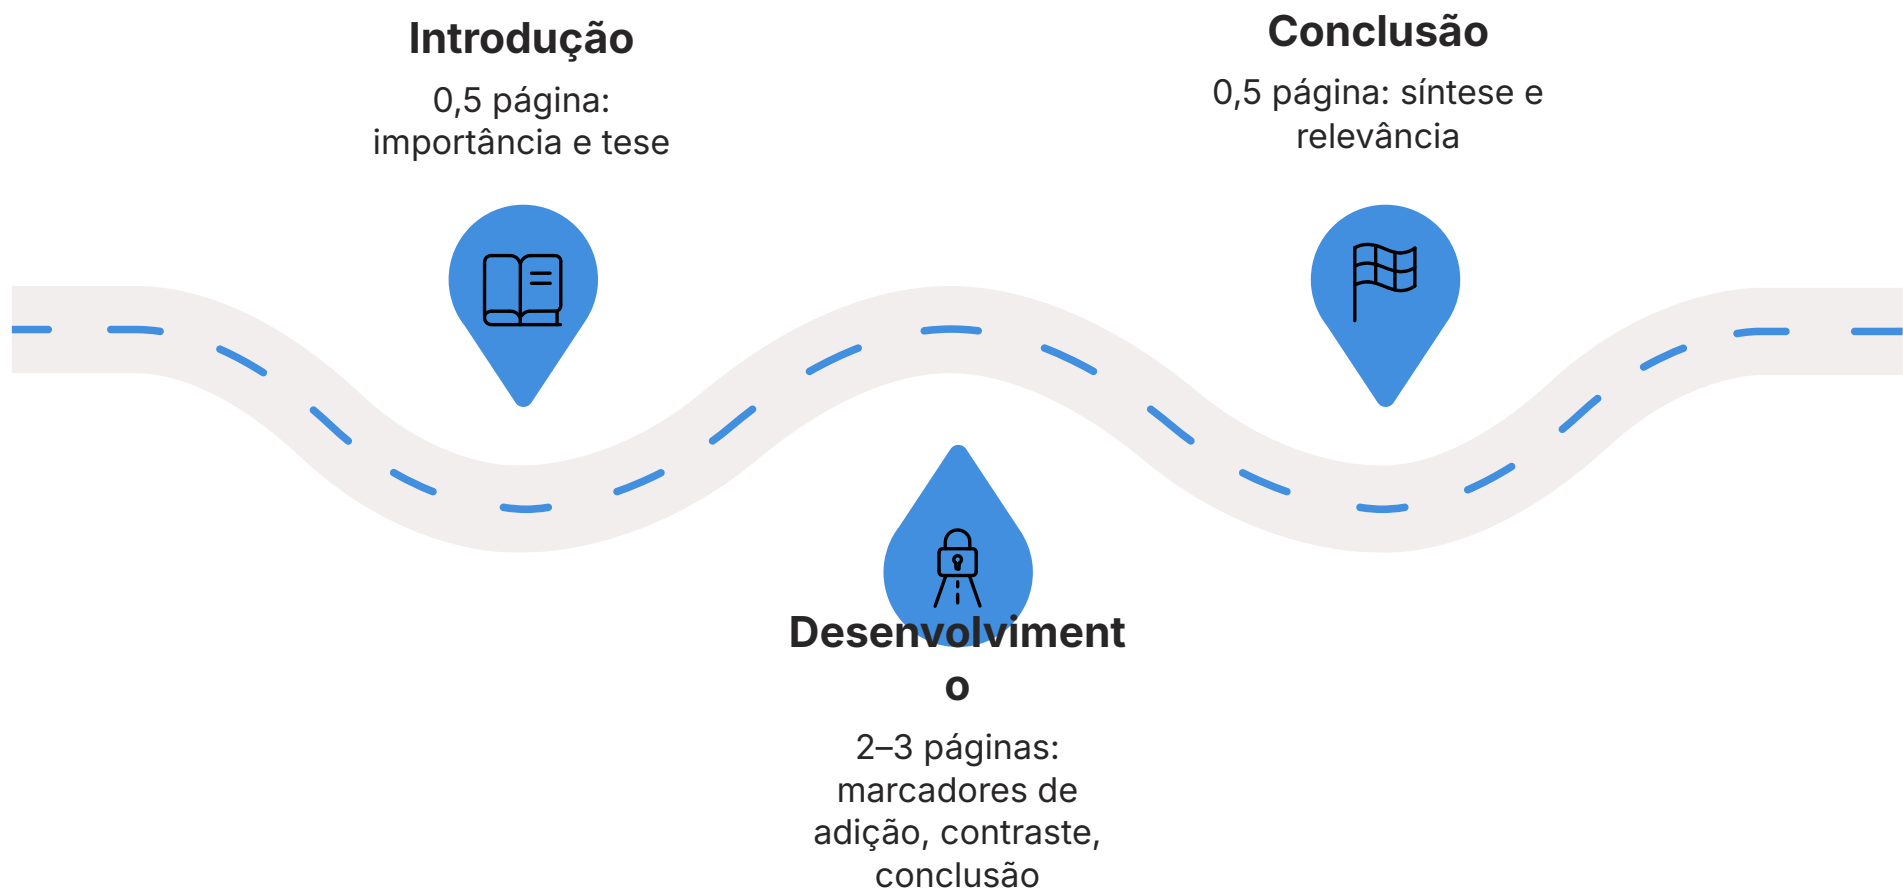 Introdução
0,5 página:
importância e tese
Conclusão
0,5 página: síntese e
relevância
Desenvolviment
o
2–3 páginas:
marcadores de
adição, contraste,
conclusão